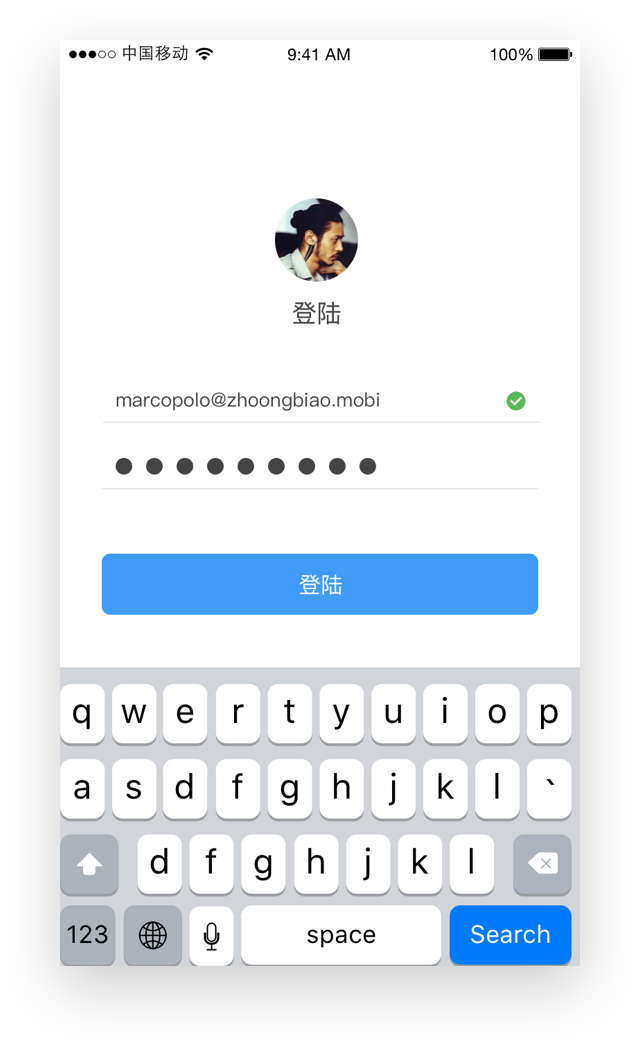 中国移动 9:41 AM 100%
登陆
marcopolo@zhoongbiao.mobi
登陆
q w e r t y u i o p
a s d f g h j k l `
d f g h j k l
123 space Search